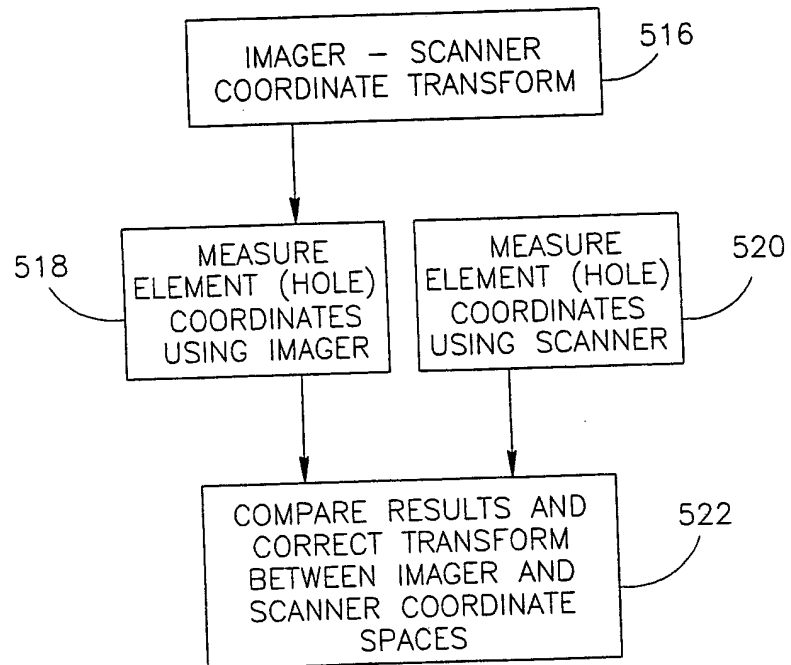 IMAGER – SCANNER
COORDINATE TRANSFORM
516
518
MEASURE
ELEMENT (HOLE)
COORDINATES
USING IMAGER
MEASURE
ELEMENT (HOLE)
COORDINATES
USING SCANNER
520
COMPARE RESULTS AND
CORRECT TRANSFORM
BETWEEN IMAGER AND
SCANNER COORDINATE
SPACES
522